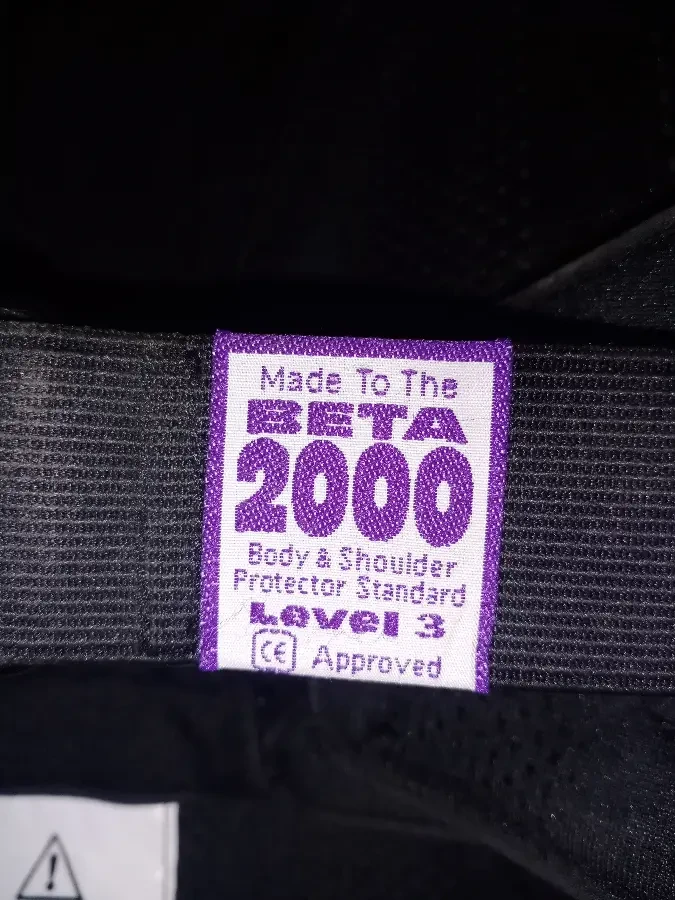 Made To The
BETA
2000
Body & Shoulder
Protector Standard
Level 3
CE Approved